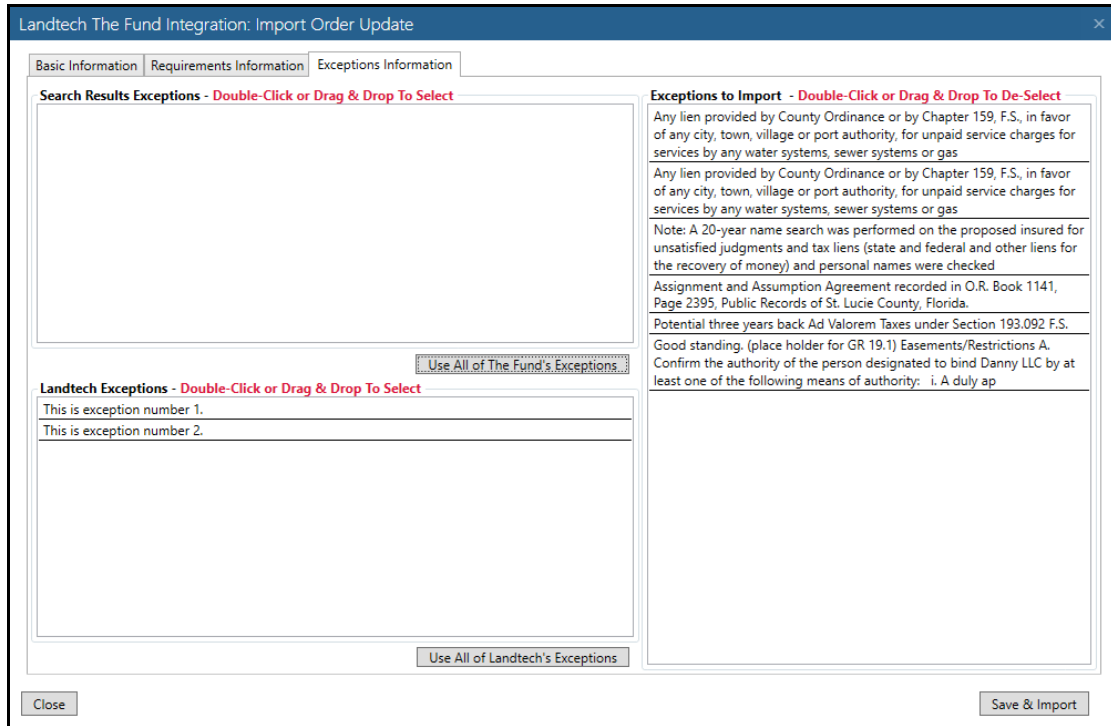 Landtech The Fund Integration: Import Order Update
Basic Information
Requirements Information
Exceptions Information
Search Results Exceptions - Double-Click or Drag & Drop To Select
Use All of The Fund's Exceptions
Landtech Exceptions - Double-Click or Drag & Drop To Select
This is exception number 1.
This is exception number 2.
Use All of Landtech's Exceptions
Exceptions to Import - Double-Click or Drag & Drop To De-Select
Any lien provided by County Ordinance or by Chapter 159, F.S., in favor
of any city, town, village or port authority, for unpaid service charges for
services by any water systems, sewer systems or gas
Any lien provided by County Ordinance or by Chapter 159, F.S., in favor
of any city, town, village or port authority, for unpaid service charges for
services by any water systems, sewer systems or gas
Note: A 20-year name search was performed on the proposed insured for
unsatisfied judgments and tax liens (state and federal and other liens for
the recovery of money) and personal names were checked
Assignment and Assumption Agreement recorded in O.R. Book 1141,
Page 2395, Public Records of St. Lucie County, Florida.
Potential three years back Ad Valorem Taxes under Section 193.092 F.S.
Good standing. (place holder for GR 19.1) Easements/Restrictions A.
Confirm the authority of the person designated to bind Danny LLC by at
least one of the following means of authority:   i. A duly ap
Close
Save & Import